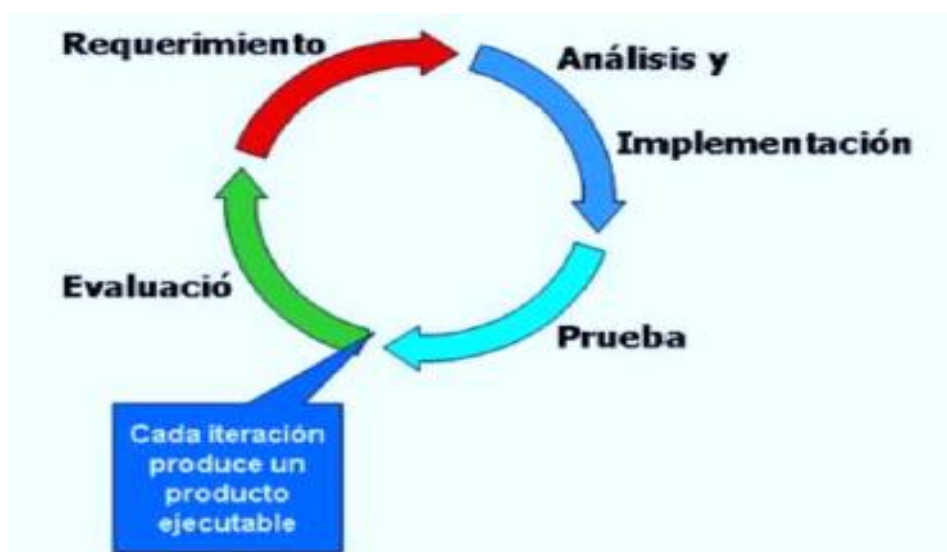 Requerimiento
Análisis y
Implementación
Evaluació
Prueba
Cada iteración
produce un
producto
ejecutable